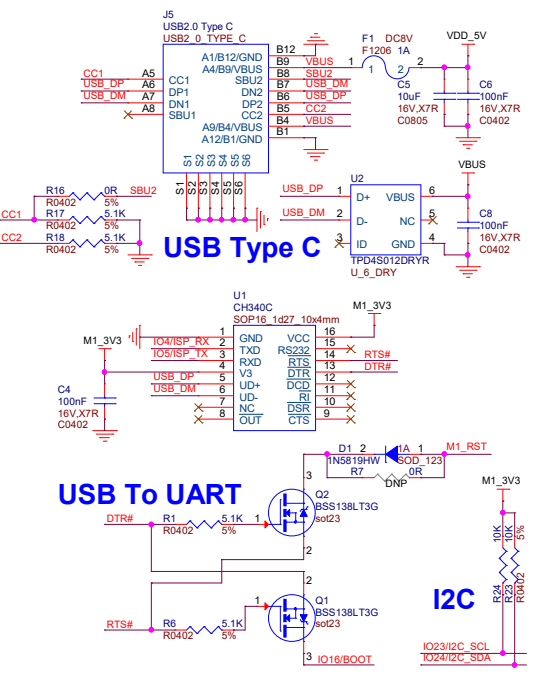 J5
USB2.0 Type C
USB2_0_TYPE_C
F1 DC8V
F1206 1A
VDD_5V
A1/B12/GND B12
A4/B9/VBUS B9 VBUS 1 1 2 2
CC1 A5 CC1 SBU2 B8 SBU2
USB_DP A6 DP1 DN2 B7 USB_DM
USB_DM A7 DN1 DP2 B6 USB_DP
A8 SBU1 CC2 B5 CC2
A9/B4/VBUS B4 VBUS
A12/B1/GND B1
C5
10uF
16V,X7R
C0805
C6
100nF
16V,X7R
C0402
S1 S2 S3 S4 S5 S6
S1 S2 S3 S4 S5 S6
R16 0R SBU2
R0402 5%
CC1 R17 5.1K
R0402 5%
CC2 R18 5.1K
R0402 5%
USB Type C
U2
USB_DP 1 D+ VBUS 6
USB_DM 2 D- NC 5
3 ID GND 4
TPD4S012DRYR
U_6_DRY
VBUS
C8
100nF
16V,X7R
C0402
U1
CH340C
SOP16_1d27_10x4mm
M1_3V3
M1_3V3
1 GND VCC 16
IO4/ISP_RX 2 TXD RS232 15
IO5/ISP_TX 3 RXD RTS 14 RTS#
4 V3 DTR 13 DTR#
USB_DP 5 UD+ DCD 12
USB_DM 6 UD- RI 11
7 NC DSR 10
8 OUT CTS 9
C4
100nF
16V,X7R
C0402
D1 2 1A 1 M1_RST
1N5819HW SOD_123
R7 0R
DNP
USB To UART
3
Q2
BSS138LT3G
sot23
DTR# R1 5.1K 1
R0402 5%
2
2
Q1
BSS138LT3G
sot23
RTS# R6 5.1K 1
R0402 5%
3 IO16/BOOT
M1_3V3
R24 10K
R23 10K
R0402 5%
I2C
IO23/I2C_SCL
IO24/I2C_SDA